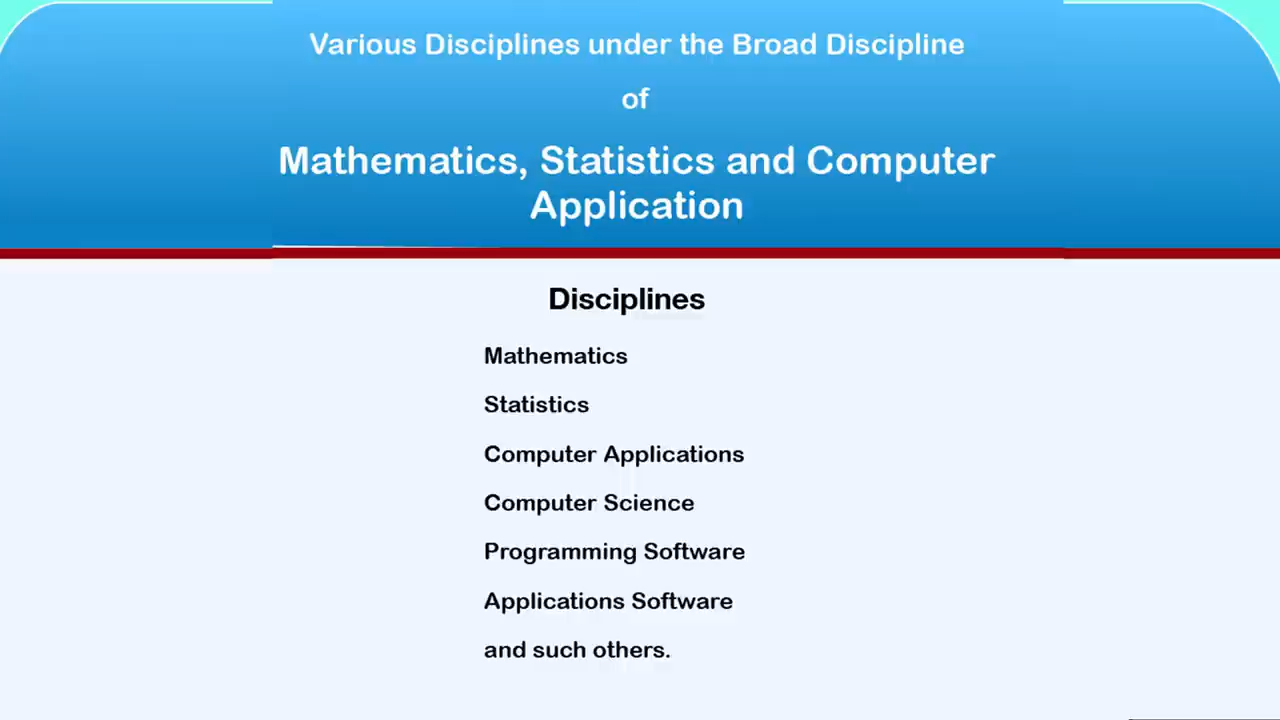 Various Disciplines under the Broad Discipline
of
Mathematics, Statistics and Computer
Application
Disciplines
Mathematics
Statistics
Computer Applications
Computer Science
Programming Software
Applications Software
and such others.